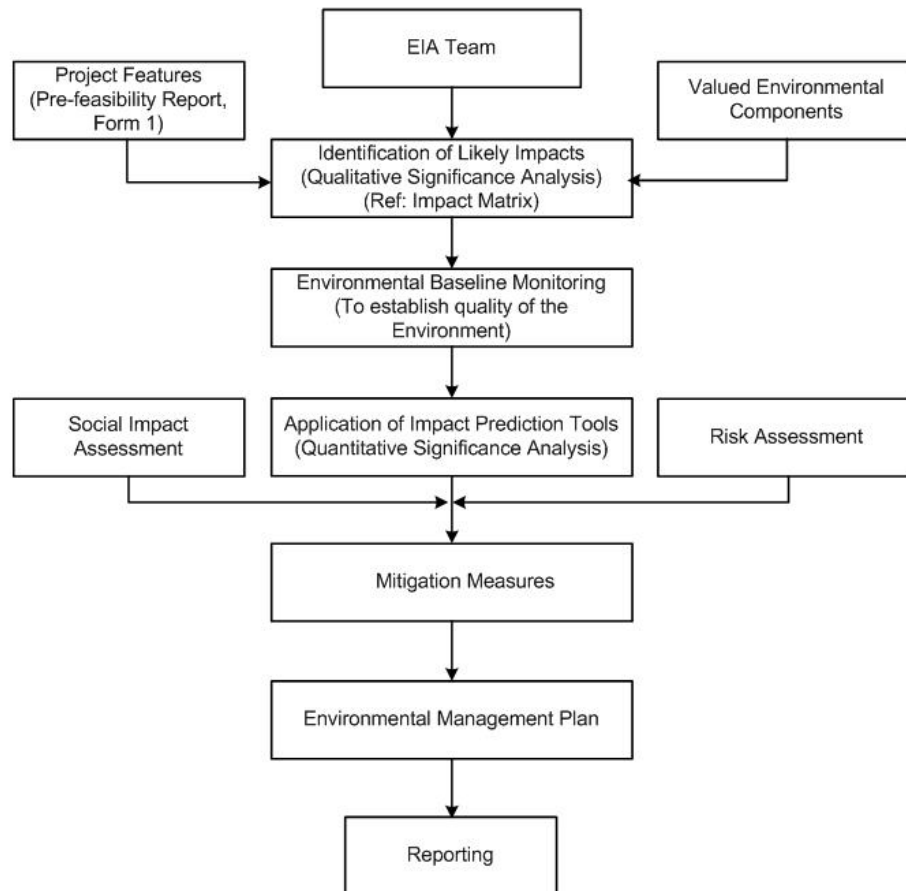 EIA Team
Project Features
(Pre-feasibility Report,
Form 1)
Valued Environmental
Components
Identification of Likely Impacts
(Qualitative Significance Analysis)
(Ref: Impact Matrix)
Environmental Baseline Monitoring
(To establish quality of the
Environment)
Social Impact
Assessment
Application of Impact Prediction Tools
(Quantitative Significance Analysis)
Risk Assessment
Mitigation Measures
Environmental Management Plan
Reporting